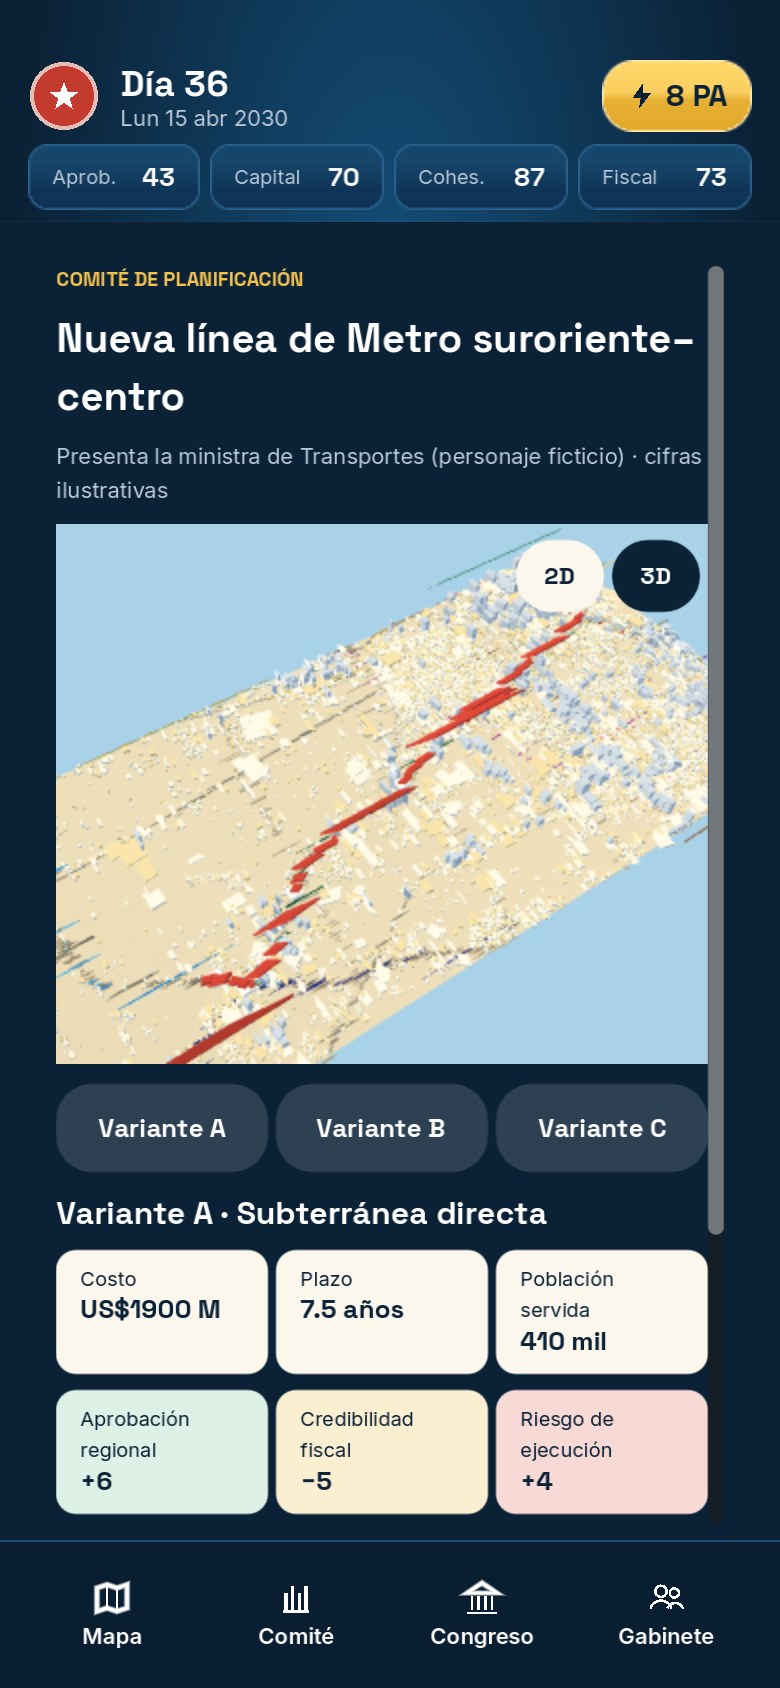 Día 36
Lun 15 abr 2030
8 PA
Aprob. 43
Capital 70
Cohes. 87
Fiscal 73
COMITÉ DE PLANIFICACIÓN
Nueva línea de Metro suroriente–
centro
Presenta la ministra de Transportes (personaje ficticio) · cifras
ilustrativas
2D
3D
Variante A
Variante B
Variante C
Variante A · Subterránea directa
Costo
US$1900 M
Plazo
7.5 años
Población
servida
410 mil
Aprobación
regional
+6
Credibilidad
fiscal
−5
Riesgo de
ejecución
+4
Mapa
Comité
Congreso
Gabinete